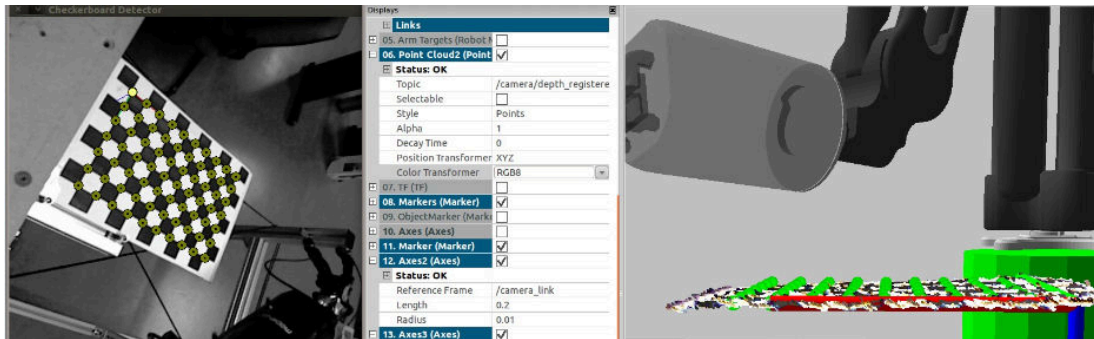 Checkerboard Detector
Displays
Links
05. Arm Targets (Robot M
06. Point Cloud2 (Point
Status: OK
Topic /camera/depth_registere
Selectable
Style Points
Alpha 1
Decay Time 0
Position Transformer XYZ
Color Transformer RGB8
07. TF (TF)
08. Markers (Marker)
09. ObjectMarker (Marke
10. Axes (Axes)
11. Marker (Marker)
12. Axes2 (Axes)
Status: OK
Reference Frame /camera_link
Length 0.2
Radius 0.01
13. Axes3 (Axes)